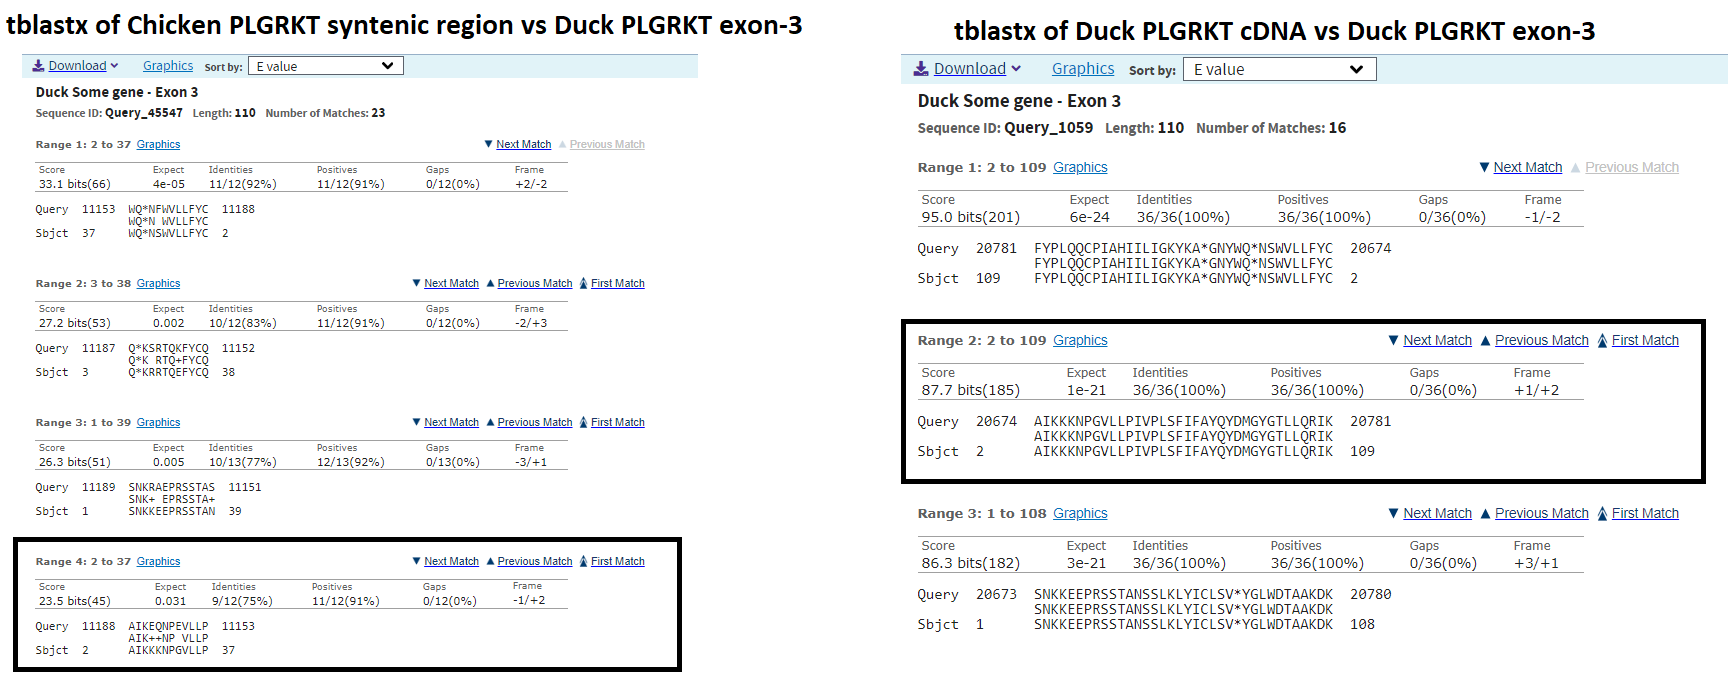 tblastx of Chicken PLGRKT syntenic region vs Duck PLGRKT exon-3
Download Graphics Sort by: E value
Duck Some gene - Exon 3
Sequence ID: Query_45547 Length: 110 Number of Matches: 23
Range 1: 2 to 37 Graphics Next Match Previous Match
Score Expect Identities Positives Gaps Frame
33.1 bits(66) 4e-05 11/12(92%) 11/12(91%) 0/12(0%) +2/-2
Query 11153 WQ*NFWVLLFYC 11188
WQ*N WVLLFYC
Sbjct 37 WQ*NSWVLLFYC 2
Range 2: 3 to 38 Graphics Next Match Previous Match First Match
Score Expect Identities Positives Gaps Frame
27.2 bits(53) 0.002 10/12(83%) 11/12(91%) 0/12(0%) -2/+3
Query 11187 Q*KSRTQKFYCQ 11152
Q*K RTQ+FYCQ
Sbjct 3 Q*KRRTQEFYCQ 38
Range 3: 1 to 39 Graphics Next Match Previous Match First Match
Score Expect Identities Positives Gaps Frame
26.3 bits(51) 0.005 10/13(77%) 12/13(92%) 0/13(0%) -3/+1
Query 11189 SNKRAEPRSSTAS 11151
SNK+ EPRSSTA+
Sbjct 1 SNKKEEPRSSTAN 39
Range 4: 2 to 37 Graphics Next Match Previous Match First Match
Score Expect Identities Positives Gaps Frame
23.5 bits(45) 0.031 9/12(75%) 11/12(91%) 0/12(0%) -1/+2
Query 11188 AIKEQNPEVLLP 11153
AIK++NP VLLP
Sbjct 2 AIKKKNPGVLLP 37
tblastx of Duck PLGRKT cDNA vs Duck PLGRKT exon-3
Download Graphics Sort by: E value
Duck Some gene - Exon 3
Sequence ID: Query_1059 Length: 110 Number of Matches: 16
Range 1: 2 to 109 Graphics Next Match Previous Match
Score Expect Identities Positives Gaps Frame
95.0 bits(201) 6e-24 36/36(100%) 36/36(100%) 0/36(0%) -1/-2
Query 20781 FYPLQQCPIAHIILIGKYKA*GNYWQ*NSWVLLFYC 20674
FYPLQQCPIAHIILIGKYKA*GNYWQ*NSWVLLFYC
Sbjct 109 FYPLQQCPIAHIILIGKYKA*GNYWQ*NSWVLLFYC 2
Range 2: 2 to 109 Graphics Next Match Previous Match First Match
Score Expect Identities Positives Gaps Frame
87.7 bits(185) 1e-21 36/36(100%) 36/36(100%) 0/36(0%) +1/+2
Query 20674 AIKKKNPGVLLPIVPLSFIFAYQYDMGYGTLLQRIK 20781
AIKKKNPGVLLPIVPLSFIFAYQYDMGYGTLLQRIK
Sbjct 2 AIKKKNPGVLLPIVPLSFIFAYQYDMGYGTLLQRIK 109
Range 3: 1 to 108 Graphics Next Match Previous Match First Match
Score Expect Identities Positives Gaps Frame
86.3 bits(182) 3e-21 36/36(100%) 36/36(100%) 0/36(0%) +3/+1
Query 20673 SNKKEEPRSSTANSSLKLYICLSV*YGLWDTAAKDK 20780
SNKKEEPRSSTANSSLKLYICLSV*YGLWDTAAKDK
Sbjct 1 SNKKEEPRSSTANSSLKLYICLSV*YGLWDTAAKDK 108